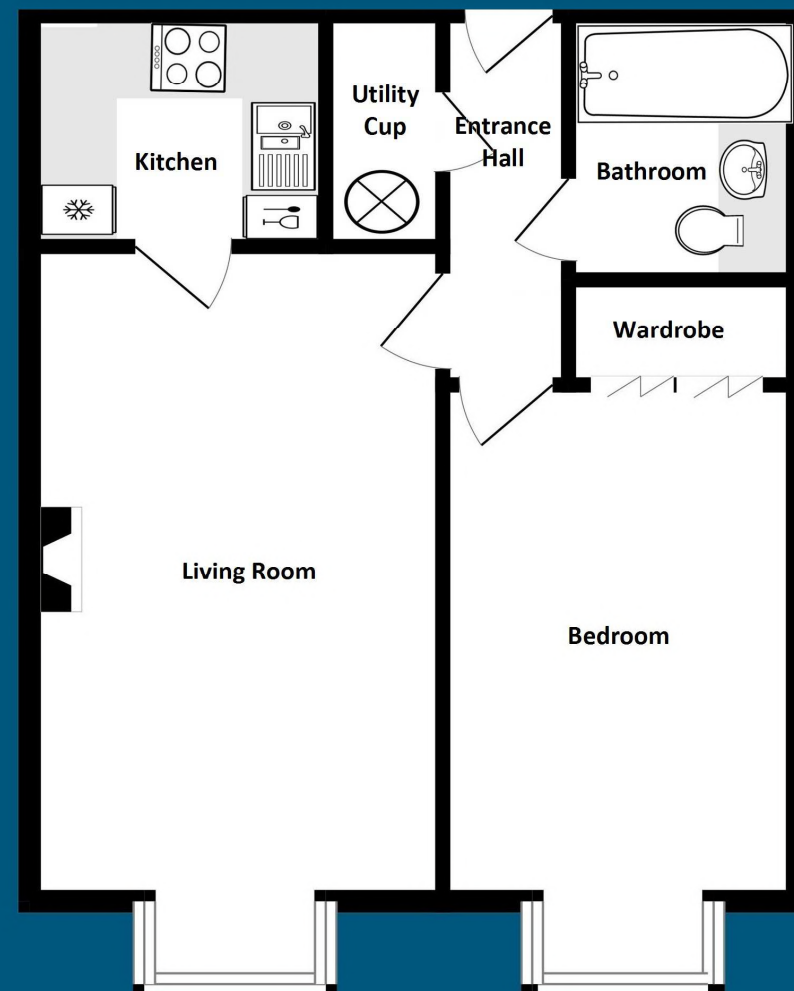 Utility
Cup
Entrance
Hall
Kitchen
Bathroom
Wardrobe
Living Room
Bedroom